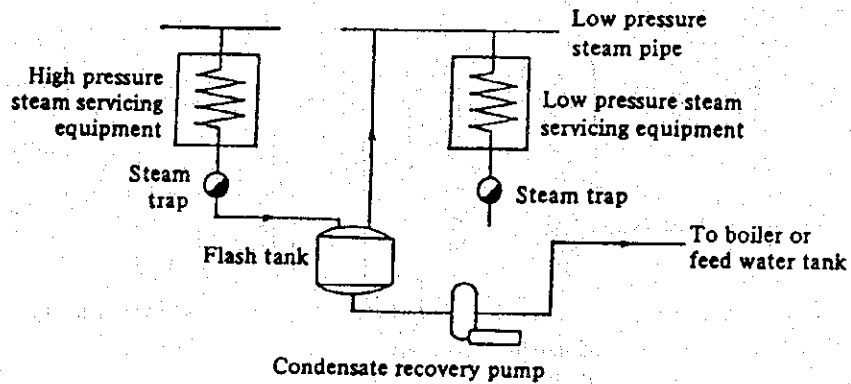 Low pressure
steam pipe
High pressure
steam servicing
equipment
Low pressure steam
servicing equipment
Steam
trap
Steam trap
Flash tank
To boiler or
feed water tank
Condensate recovery pump